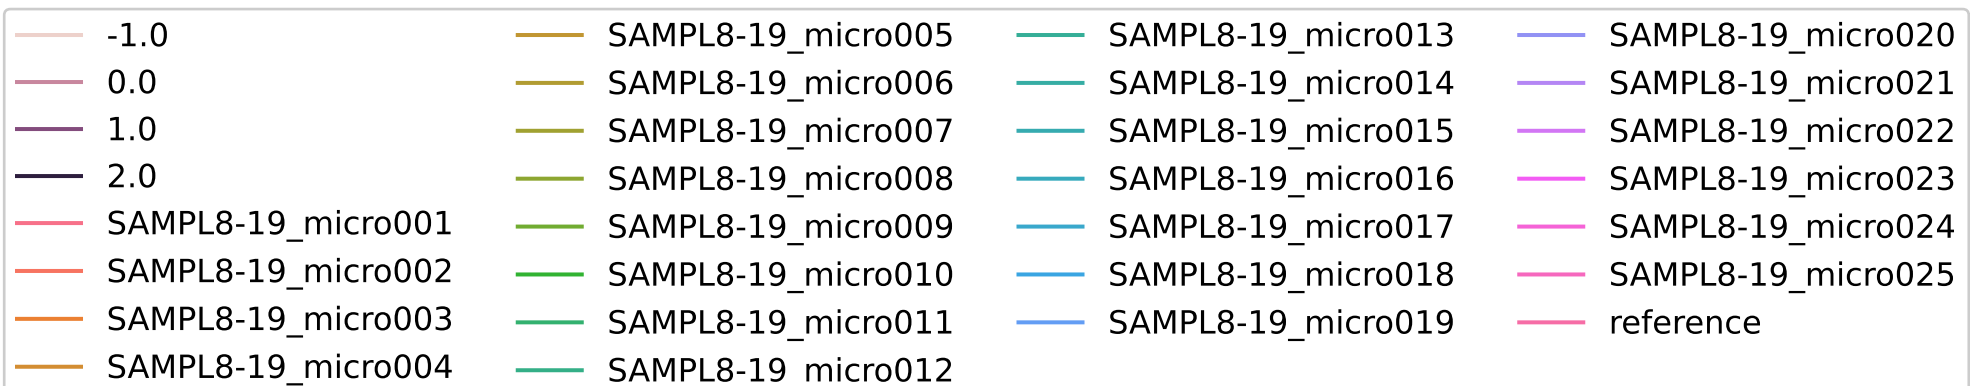 -1.0
0.0
1.0
2.0
SAMPL8-19_micro001
SAMPL8-19_micro002
SAMPL8-19_micro003
SAMPL8-19_micro004
SAMPL8-19_micro005
SAMPL8-19_micro006
SAMPL8-19_micro007
SAMPL8-19_micro008
SAMPL8-19_micro009
SAMPL8-19_micro010
SAMPL8-19_micro011
SAMPL8-19_micro012
SAMPL8-19_micro013
SAMPL8-19_micro014
SAMPL8-19_micro015
SAMPL8-19_micro016
SAMPL8-19_micro017
SAMPL8-19_micro018
SAMPL8-19_micro019
SAMPL8-19_micro020
SAMPL8-19_micro021
SAMPL8-19_micro022
SAMPL8-19_micro023
SAMPL8-19_micro024
SAMPL8-19_micro025
reference